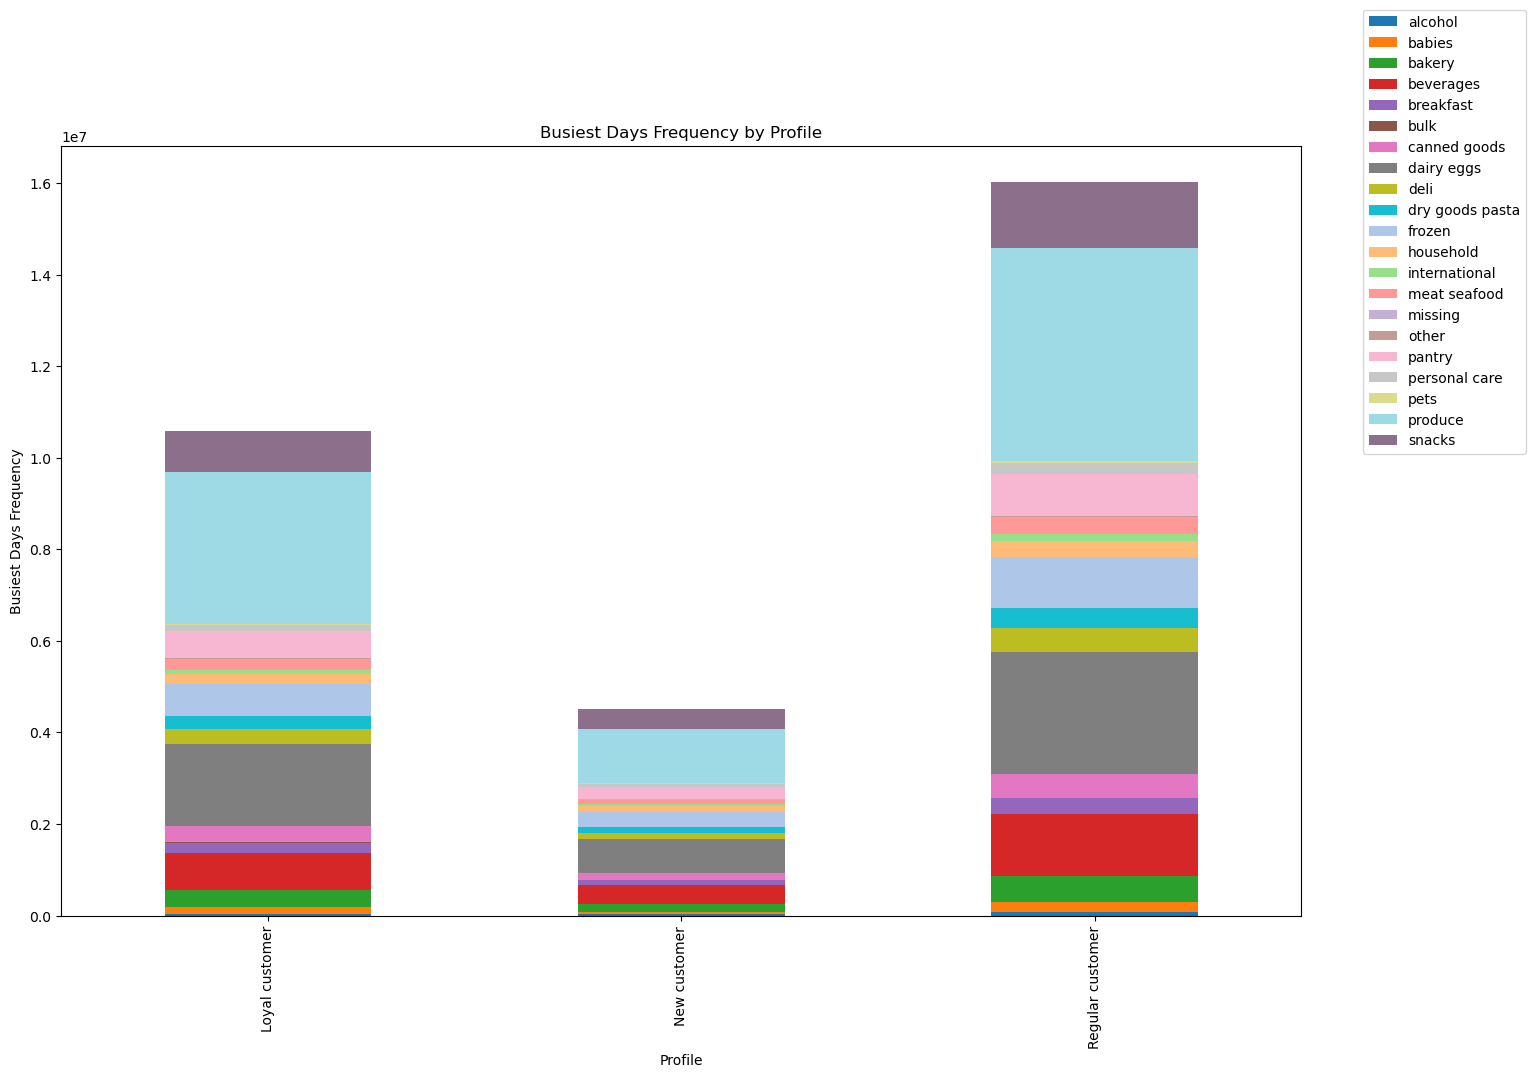 alcohol
babies
bakery
beverages
breakfast
bulk
canned goods
dairy eggs
deli
dry goods pasta
frozen
household
international
meat seafood
missing
other
pantry
personal care
pets
produce
snacks
Busiest Days Frequency by Profile
1e7
1.6
1.4
1.2
1.0
0.8
0.6
0.4
0.2
0.0
Busiest Days Frequency
Loyal customer
New customer
Regular customer
Profile